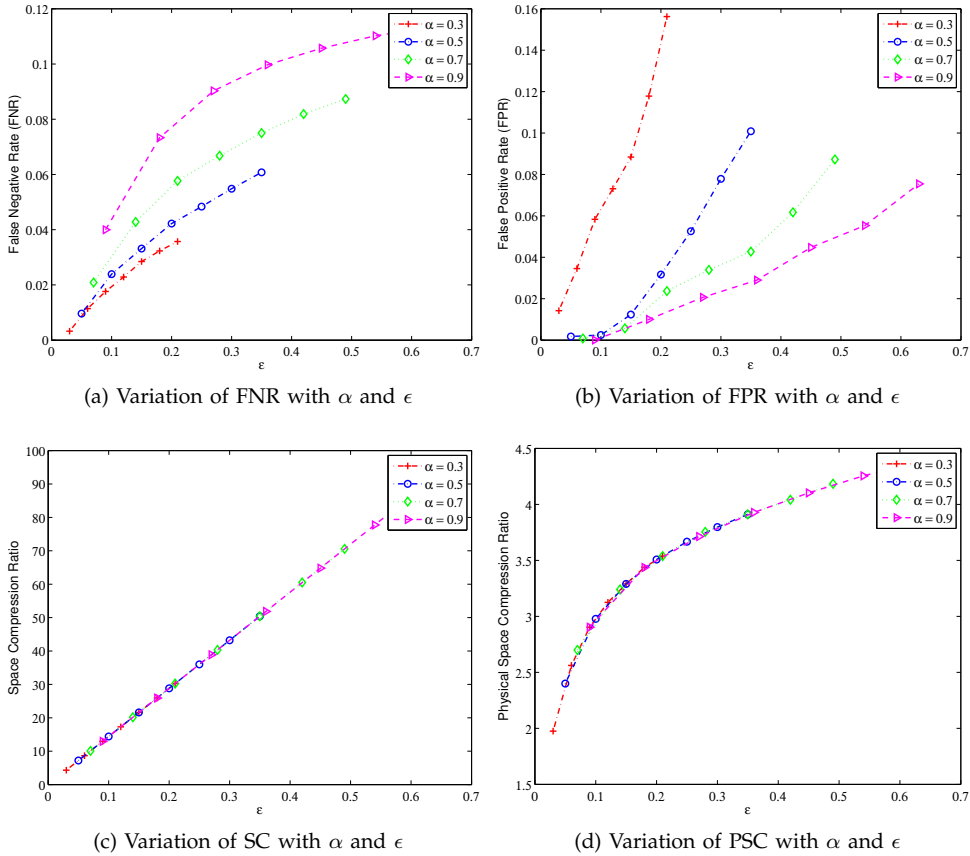 0.12
0.1
0.08
0.06
0.04
0.02
0
False Negative Rate (FNR)
0 0.1 0.2 0.3 0.4 0.5 0.6 0.7
ε
α = 0.3
α = 0.5
α = 0.7
α = 0.9
(a) Variation of FNR with α and ϵ
0.16
0.14
0.12
0.1
0.08
0.06
0.04
0.02
0
False Positive Rate (FPR)
0 0.1 0.2 0.3 0.4 0.5 0.6 0.7
ε
α = 0.3
α = 0.5
α = 0.7
α = 0.9
(b) Variation of FPR with α and ϵ
100
90
80
70
60
50
40
30
20
10
0
Space Compression Ratio
0 0.1 0.2 0.3 0.4 0.5 0.6 0.7
ε
α = 0.3
α = 0.5
α = 0.7
α = 0.9
(c) Variation of SC with α and ϵ
4.5
4
3.5
3
2.5
2
1.5
Physical Space Compression Ratio
0 0.1 0.2 0.3 0.4 0.5 0.6 0.7
ε
α = 0.3
α = 0.5
α = 0.7
α = 0.9
(d) Variation of PSC with α and ϵ